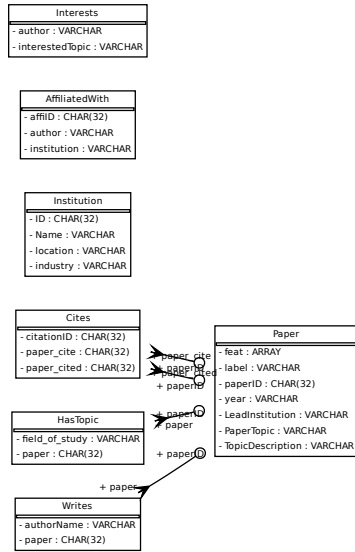 Interests
- author : VARCHAR
- interestedTopic : VARCHAR
AffiliatedWith
- affilID : CHAR(32)
- author : VARCHAR
- institution : VARCHAR
Institution
- ID : CHAR(32)
- Name : VARCHAR
- location : VARCHAR
- industry : VARCHAR
Cites
- citationID : CHAR(32)
- paper_cite : CHAR(32)
- paper_cited : CHAR(32)
+ paper_cite
+ paperID
+ paper_cited
+ paperID
Paper
- feat : ARRAY
- label : VARCHAR
- paperID : CHAR(32)
- year : VARCHAR
- LeadInstitution : VARCHAR
- PaperTopic : VARCHAR
- TopicDescription : VARCHAR
HasTopic
- field_of_study : VARCHAR
- paper : CHAR(32)
+ paperID
+ paper
+ paperID
+ paper
Writes
- authorName : VARCHAR
- paper : CHAR(32)